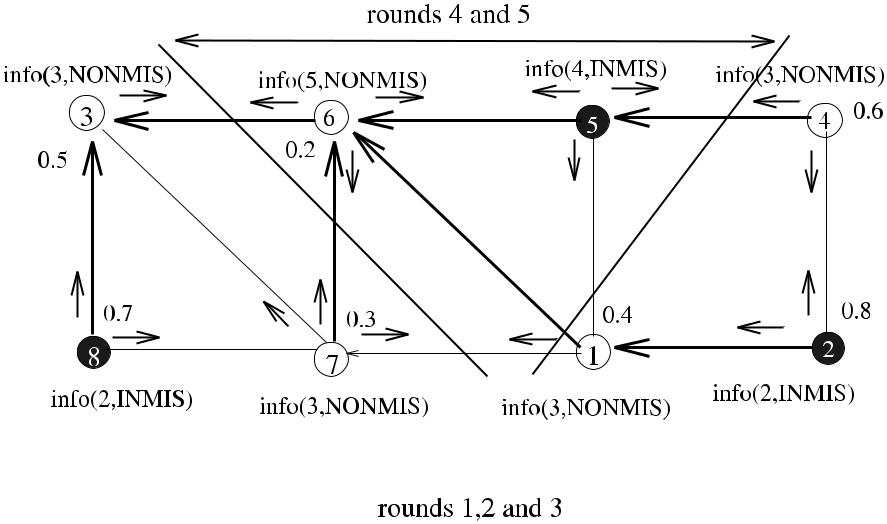 rounds 4 and 5
info(3,NONMIS)
info(5,NONMIS)
info(4,INMIS)
info(3,NONMIS)
3
6
5
4
0.6
0.5
0.2
0.7
0.3
0.4
0.8
8
7
1
2
info(2,INMIS)
info(3,NONMIS)
info(3,NONMIS)
info(2,INMIS)
rounds 1,2 and 3